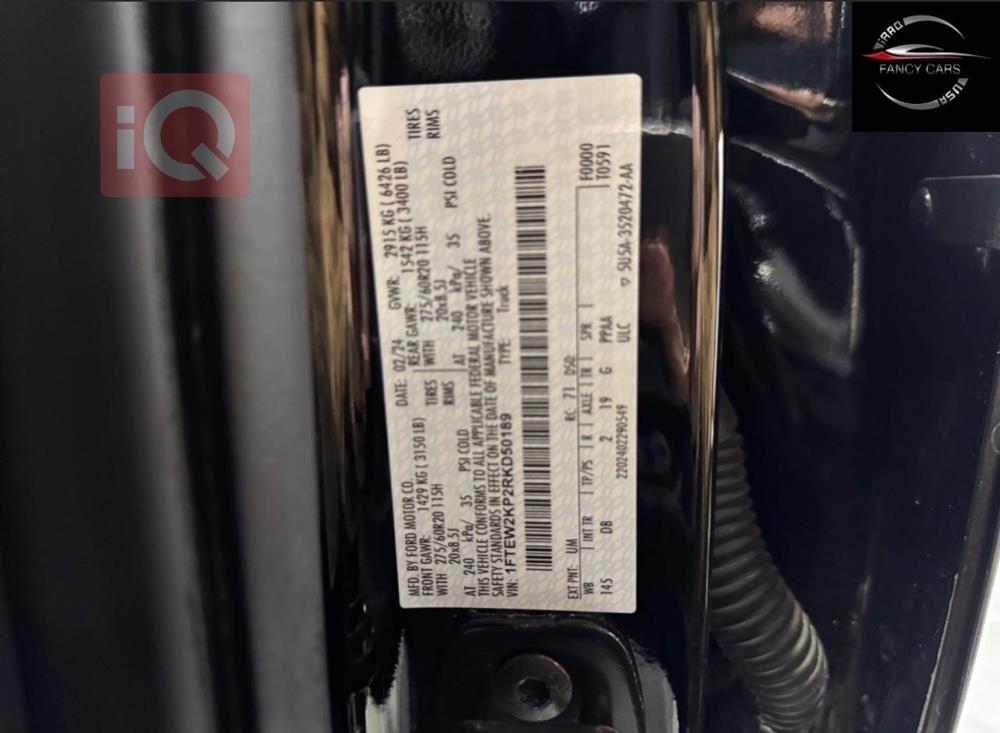 iQ
IRAQ
FANCY CARS
USA
MFD. BY FORD MOTOR CO.
DATE: 02/24 GVWR: 2915 KG ( 6426 LB)
FRONT GAWR: 1429 KG ( 3150 LB) REAR GAWR: 1542 KG ( 3400 LB)
WITH 275/60R20 115H TIRES WITH 275/60R20 115H TIRES
20x8.5J RIMS 20x8.5J RIMS
AT 240 kPa/ 35 PSI COLD AT 240 kPa/ 35 PSI COLD
THIS VEHICLE CONFORMS TO ALL APPLICABLE FEDERAL MOTOR VEHICLE
SAFETY STANDARDS IN EFFECT ON THE DATE OF MANUFACTURE SHOWN ABOVE.
VIN: 1FTEW2KP2RKD50189 TYPE: Truck
EXT PNT: UM RC: 71 DSO: F0000
WB INT TR TP/PS R AXLE TR SPR T0591
145 DB 2 19 G PPAA
2202402290549 ULC 5U5A-3520472-AA